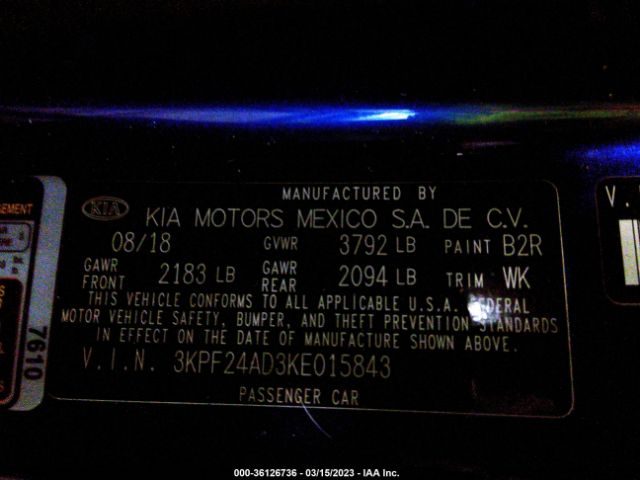 MANUFACTURED BY
KIA KIA MOTORS MEXICO S.A. DE C.V.
08/18 GVWR 3792 LB PAINT B2R
GAWR FRONT 2183 LB GAWR REAR 2094 LB TRIM WK
THIS VEHICLE CONFORMS TO ALL APPLICABLE U.S.A. FEDERAL
MOTOR VEHICLE SAFETY, BUMPER, AND THEFT PREVENTION STANDARDS
IN EFFECT ON THE DATE OF MANUFACTURE SHOWN ABOVE.
V.I.N. 3KPF24AD3KE015843
PASSENGER CAR
7610
V.
000-36126736 - 03/15/2023 - IAA Inc.